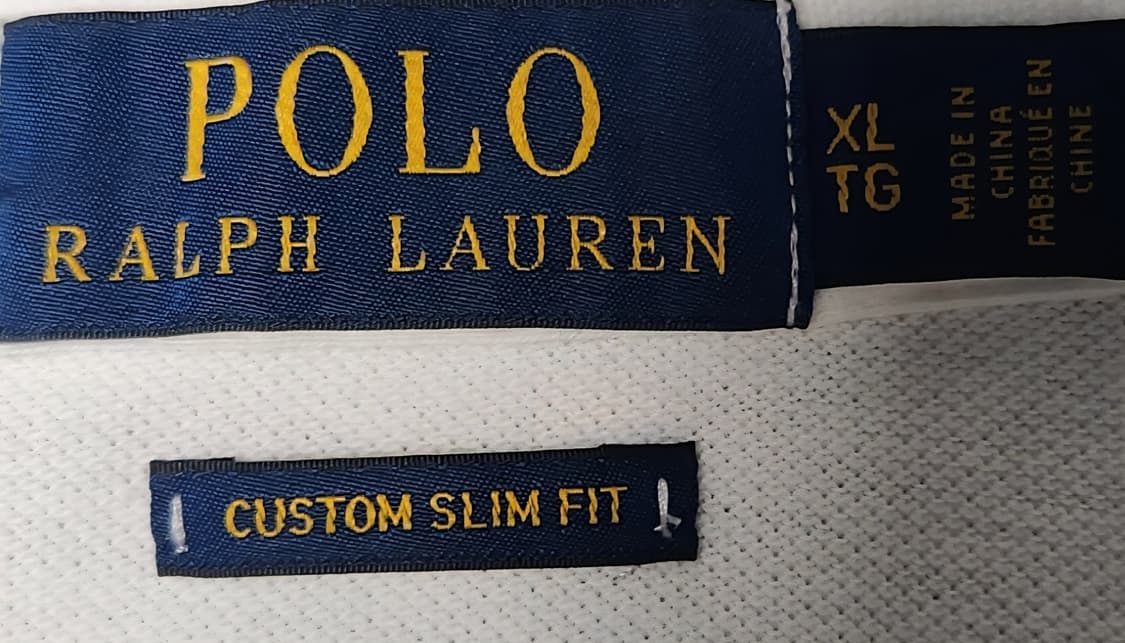 POLO
RALPH LAUREN
XL
TG
MADE IN
CHINA
FABRIQUÉ EN
CHINE
CUSTOM SLIM FIT